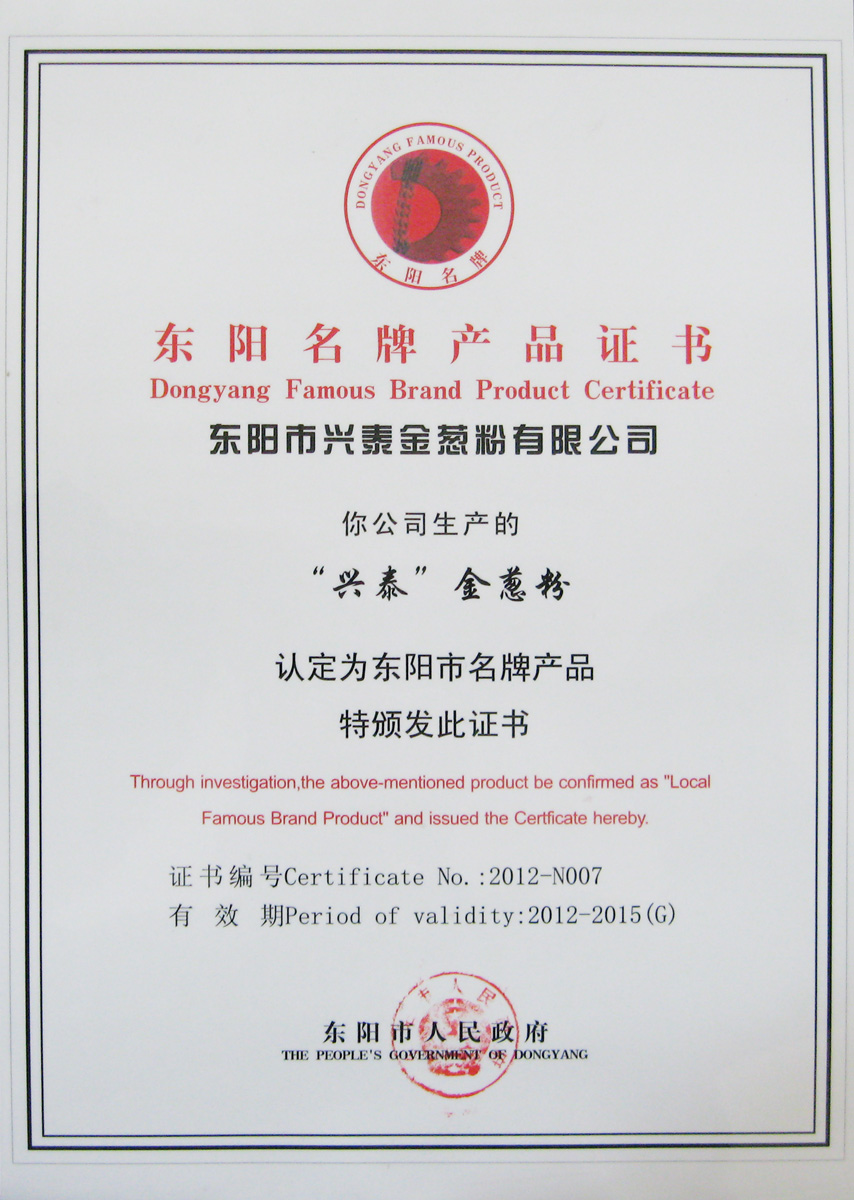 DONGYANG FAMOUS PRODUCT
东阳名牌
东阳名牌产品证书
Dongyang Famous Brand Product Certificate
东阳市兴泰金葱粉有限公司
你公司生产的
“兴泰”金葱粉
认定为东阳市名牌产品
特颁发此证书
Through investigation,the above-mentioned product be confirmed as "Local
Famous Brand Product" and issued the Certficate hereby.
证书编号Certificate No.:2012-N007
有效期Period of validity:2012-2015(G)
东阳市人民政府
THE PEOPLE'S GOVERNMENT OF DONGYANG